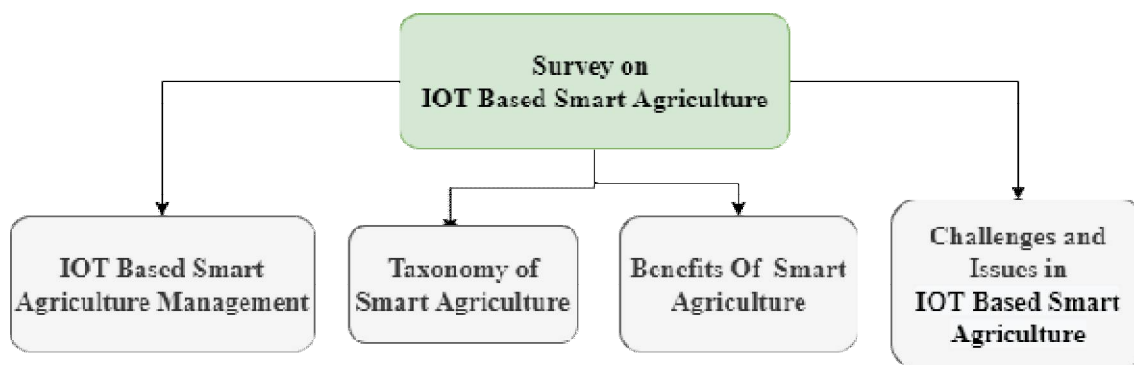 Survey on
IOT Based Smart Agriculture
IOT Based Smart
Agriculture Management
Taxonomy of
Smart Agriculture
Benefits Of Smart
Agriculture
Challenges and
Issues in
IOT Based Smart
Agriculture